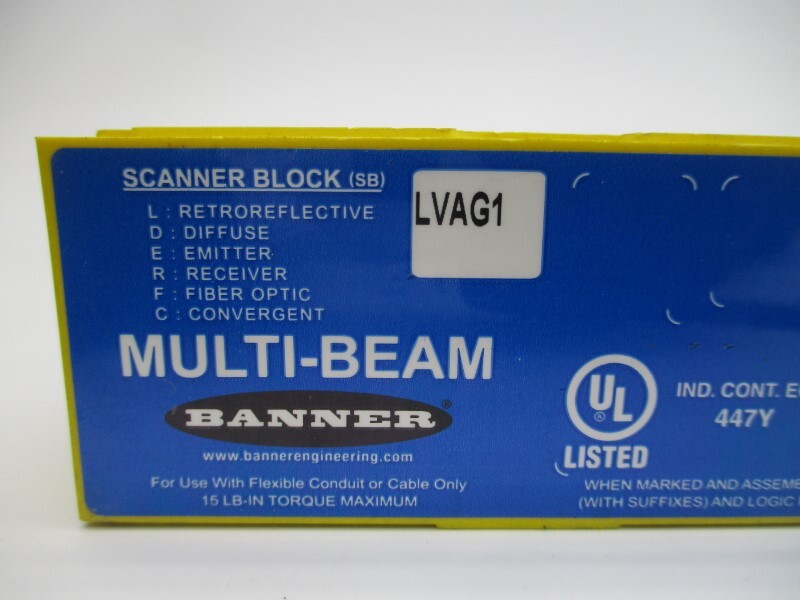 SCANNER BLOCK (SB)
L : RETROREFLECTIVE
D : DIFFUSE
E : EMITTER
R : RECEIVER
F : FIBER OPTIC
C : CONVERGENT
LVAG1
MULTI-BEAM
BANNER®
www.bannerengineering.com
For Use With Flexible Conduit or Cable Only
15 LB-IN TORQUE MAXIMUM
UL
®
LISTED
IND. CONT. E
447Y
WHEN MARKED AND ASSEME
(WITH SUFFIXES) AND LOGIC